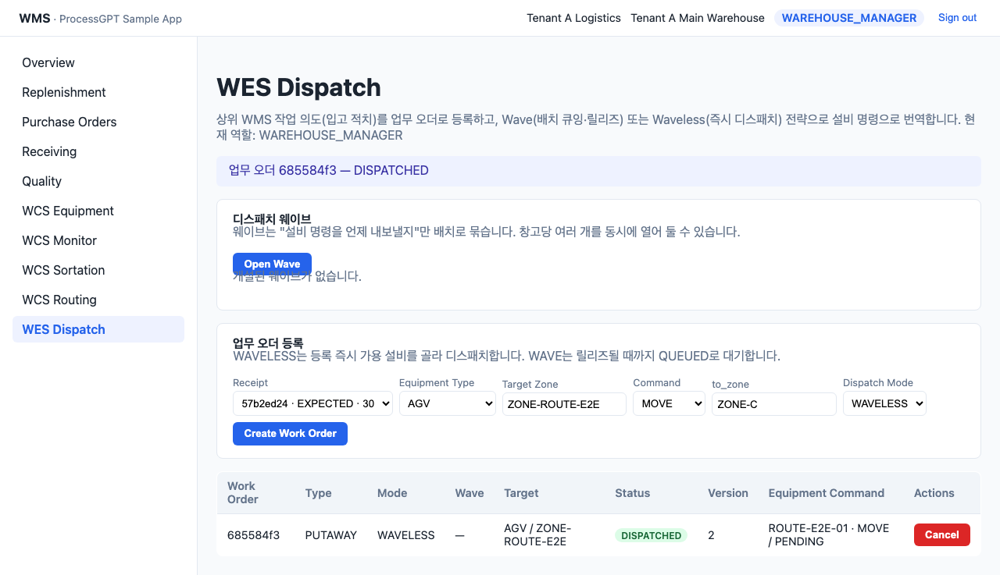 WMS · ProcessGPT Sample App
Tenant A Logistics Tenant A Main Warehouse WAREHOUSE_MANAGER Sign out
Overview
Replenishment
Purchase Orders
Receiving
Quality
WCS Equipment
WCS Monitor
WCS Sortation
WCS Routing
WES Dispatch
WES Dispatch
상위 WMS 작업 의도(입고 적치)를 업무 오더로 등록하고, Wave(배치 큐잉·릴리즈) 또는 Waveless(즉시 디스패치) 전략으로 설비 명령으로 번역합니다. 현
재 역할: WAREHOUSE_MANAGER
업무 오더 685584f3 — DISPATCHED
디스패치 웨이브
웨이브는 "설비 명령을 언제 내보낼지"만 배치로 묶습니다. 창고당 여러 개를 동시에 열어 둘 수 있습니다.
Open Wave
개설된 웨이브가 없습니다.
업무 오더 등록
WAVELESS는 등록 즉시 가용 설비를 골라 디스패치합니다. WAVE는 릴리즈될 때까지 QUEUED로 대기합니다.
Receipt Equipment Type Target Zone Command to_zone Dispatch Mode
57b2ed24 · EXPECTED · 30 AGV ZONE-ROUTE-E2E MOVE ZONE-C WAVELESS
Create Work Order
Work Order Type Mode Wave Target Status Version Equipment Command Actions
685584f3 PUTAWAY WAVELESS — AGV / ZONE-ROUTE-E2E DISPATCHED 2 ROUTE-E2E-01 · MOVE / PENDING Cancel